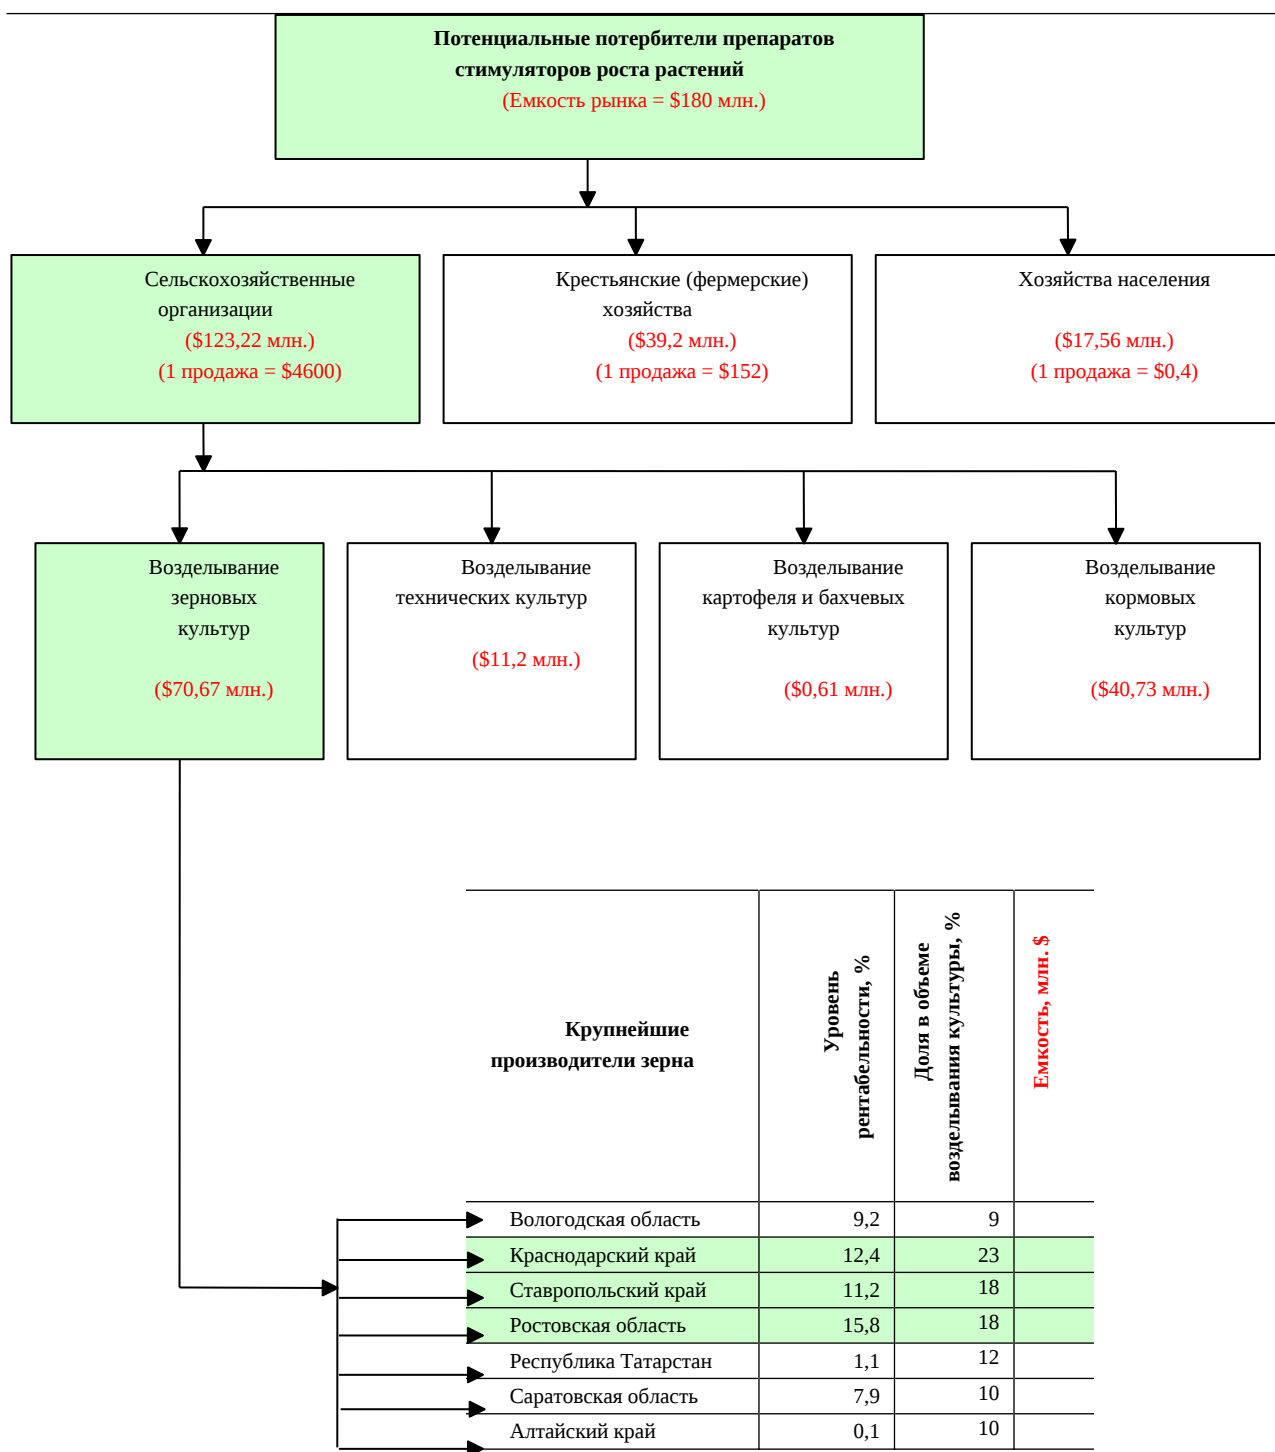 Потенциальные потербители препаратов
стимуляторов роста растений
(Емкость рынка = $180 млн.)
Сельскохозяйственные
организации
($123,22 млн.)
(1 продажа = $4600)
Крестьянские (фермерские)
хозяйства
($39,2 млн.)
(1 продажа = $152)
Хозяйства населения
($17,56 млн.)
(1 продажа = $0,4)
Возделывание
зерновых
культур
($70,67 млн.)
Возделывание
технических культур
($11,2 млн.)
Возделывание
картофеля и бахчевых
культур
($0,61 млн.)
Возделывание
кормовых
культур
($40,73 млн.)
Крупнейшие
производители зерна
Уровень
рентабельности, %
Доля в объеме
возделывания культуры, %
Емкость, млн. $
Вологодская область 9,2 9
Краснодарский край 12,4 23
Ставропольский край 11,2 18
Ростовская область 15,8 18
Республика Татарстан 1,1 12
Саратовская область 7,9 10
Алтайский край 0,1 10